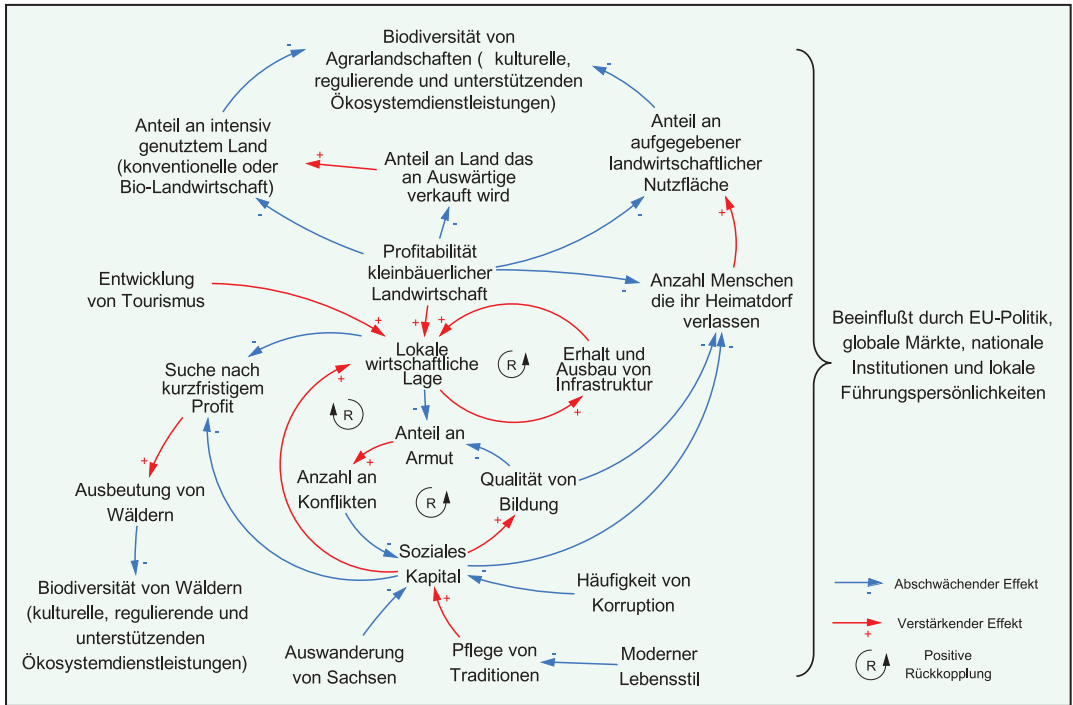 Biodiversität von
Agrarlandschaften ( kulturelle,
regulierende und unterstützenden
Ökosystemdienstleistungen)
Anteil an intensiv
genutztem Land
(konventionelle oder
Bio-Landwirtschaft)
Anteil an Land das
an Auswärtige
verkauft wird
Anteil an
aufgegebener
landwirtschaftlicher
Nutzfläche
Profitabilität
kleinbäuerlicher
Landwirtschaft
Entwicklung
von Tourismus
Anzahl Menschen
die ihr Heimatdorf
verlassen
Lokale
wirtschaftliche
Lage
R
Erhalt und
Ausbau von
Infrastruktur
Suche nach
kurzfristigem
Profit
R
Anteil an
Armut
Anzahl an
Konflikten
R
Qualität von
Bildung
Ausbeutung von
Wäldern
Soziales
Kapital
Biodiversität von Wäldern
(kulturelle, regulierende und
unterstützenden
Ökosystemdienstleistungen)
Häufigkeit von
Korruption
Auswanderung
von Sachsen
Pflege von
Traditionen
Moderner
Lebensstil
Beeinflußt durch EU-Politik,
globale Märkte, nationale
Institutionen und lokale
Führungspersönlichkeiten
- Abschwächender Effekt
+ Verstärkender Effekt
R Positive
Rückkopplung